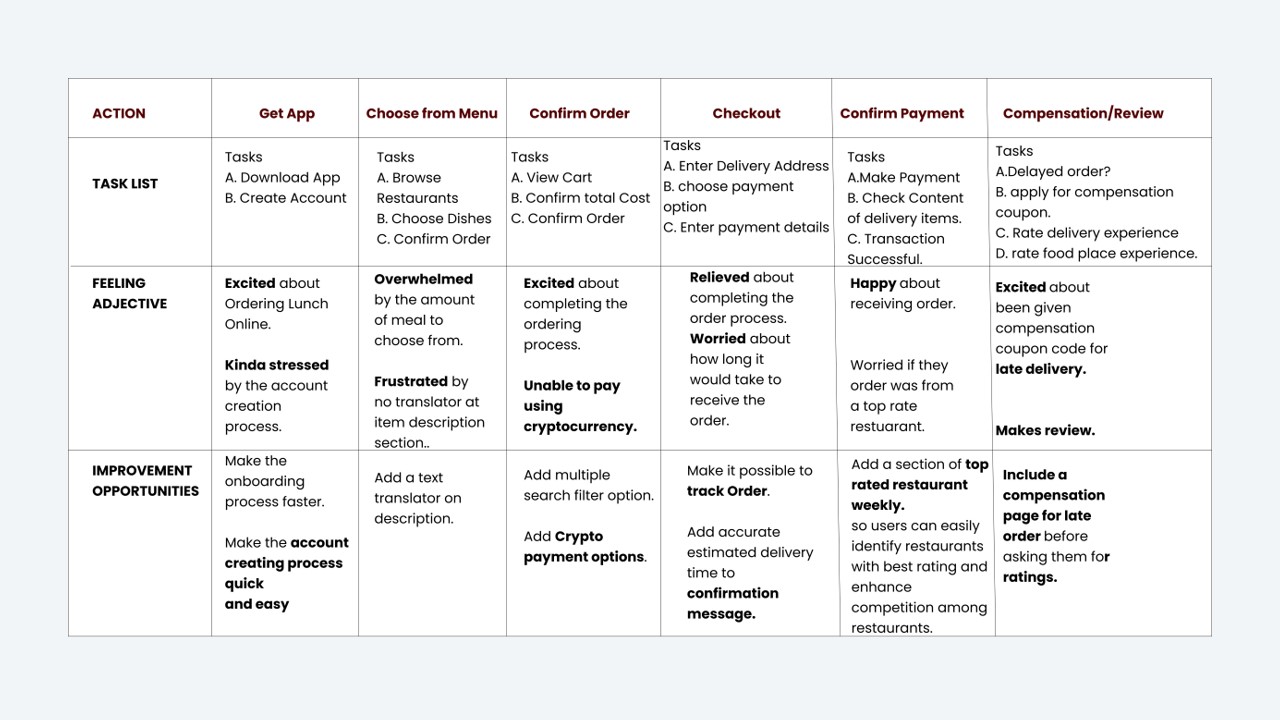 ACTION
Get App
Choose from Menu
Confirm Order
Checkout
Confirm Payment
Compensation/Review
TASK LIST
Tasks
A. Download App
B. Create Account
Tasks
A. Browse
Restaurants
B. Choose Dishes
C. Confirm Order
Tasks
A. View Cart
B. Confirm total Cost
C. Confirm Order
Tasks
A. Enter Delivery Address
B. choose payment
option
C. Enter payment details
Tasks
A.Make Payment
B. Check Content
of delivery items.
C. Transaction
Successful.
Tasks
A.Delayed order?
B. apply for compensation
coupon.
C. Rate delivery experience
D. rate food place experience.
FEELING
ADJECTIVE
Excited about
Ordering Lunch
Online.
Kinda stressed
by the account
creation
process.
Overwhelmed
by the amount
of meal to
choose from.
Frustrated by
no translator at
item description
section..
Excited about
completing the
ordering
process.
Unable to pay
using
cryptocurrency.
Relieved about
completing the
order process.
Worried about
how long it
would take to
receive the
order.
Happy about
receiving order.
Worried if they
order was from
a top rate
restuarant.
Excited about
been given
compensation
coupon code for
late delivery.
Makes review.
IMPROVEMENT
OPPORTUNITIES
Make the
onboarding
process faster.
Make the account
creating process
quick
and easy
Add a text
translator on
description.
Add multiple
search filter option.
Add Crypto
payment options.
Make it possible to
track Order.
Add accurate
estimated delivery
time to
confirmation
message.
Add a section of top
rated restaurant
weekly.
so users can easily
identify restaurants
with best rating and
enhance
competition among
restaurants.
Include a
compensation
page for late
order before
asking them for
ratings.